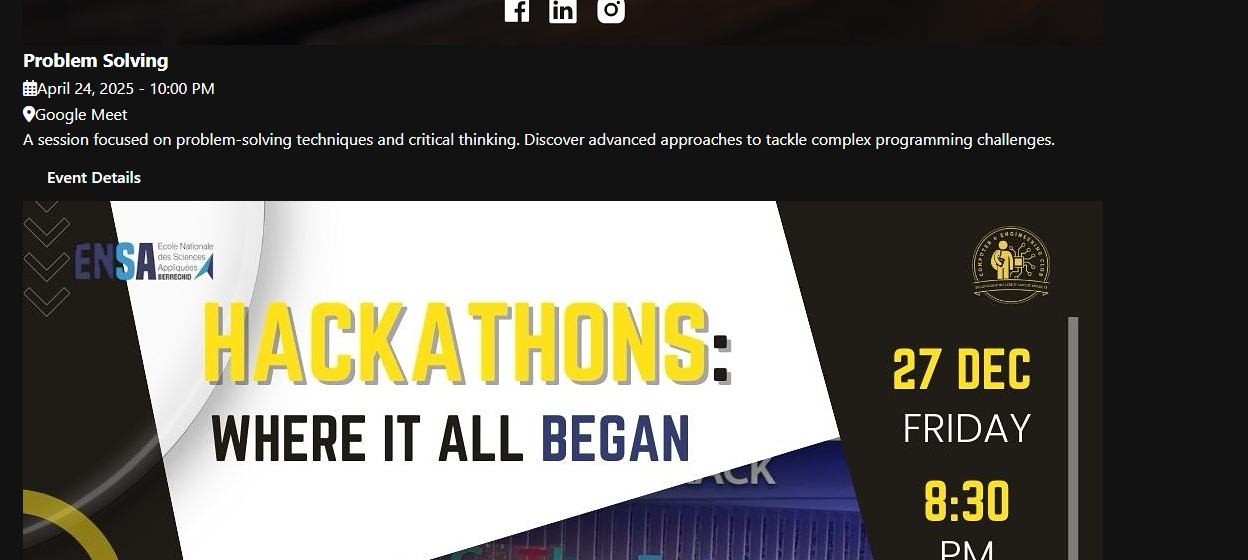 Problem Solving
April 24, 2025 - 10:00 PM
Google Meet
A session focused on problem-solving techniques and critical thinking. Discover advanced approaches to tackle complex programming challenges.
Event Details
ENSA
Ecole Nationale
des Sciences
Appliquées
BERRECHID
COMPUTER & ENGINEERING CLUB
HACKATHONS:
WHERE IT ALL BEGAN
27 DEC
FRIDAY
8:30
PM
ACK